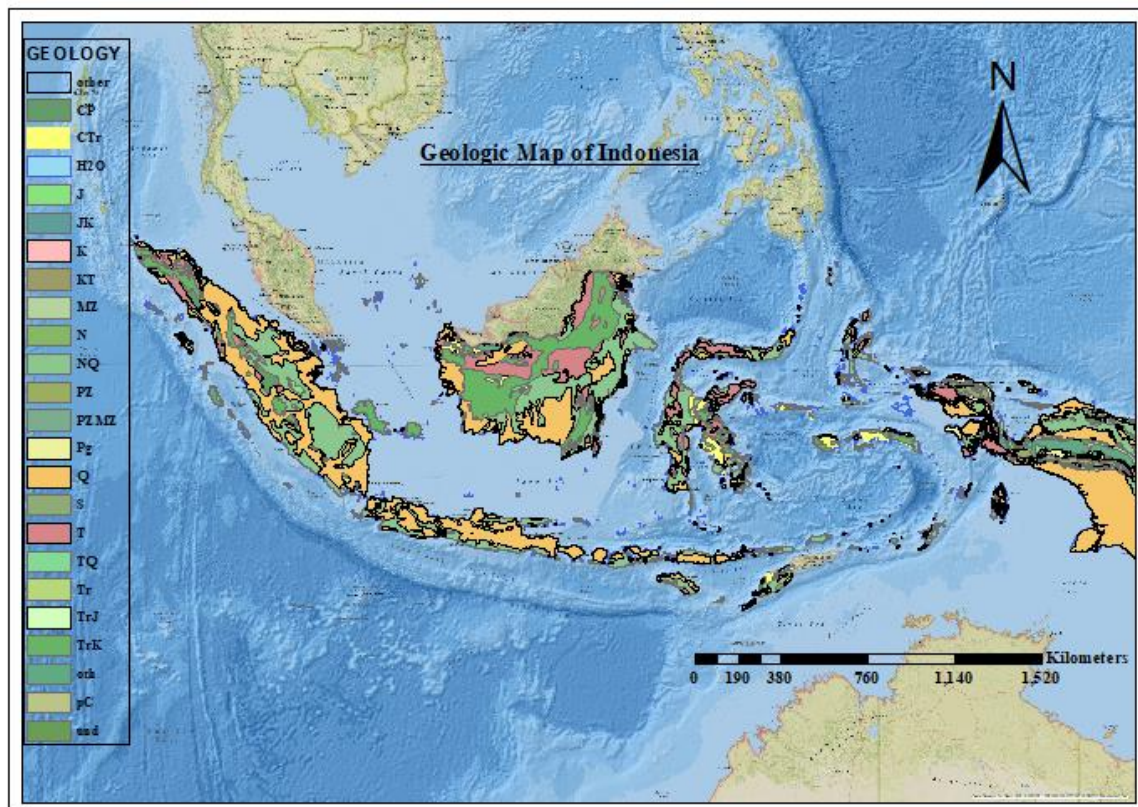 GEOLOGY
other
CP
CTr
H2O
J
JK
K
KT
MZ
N
NQ
PZ
PZ MZ
Pg
Q
S
T
TQ
Tr
TrJ
TrK
oth
pC
und
Geologic Map of Indonesia
N
Kilometers
0 190 380 760 1,140 1,520